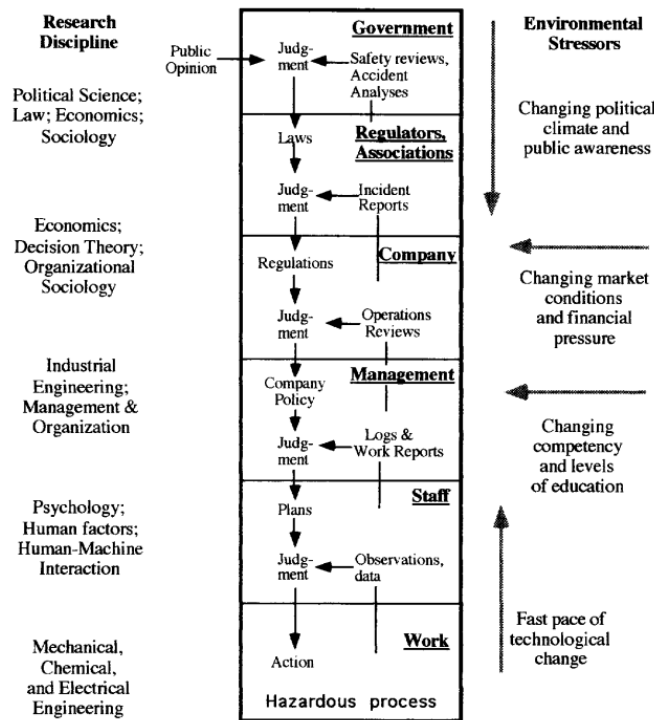 Research
Discipline
Political Science;
Law; Economics;
Sociology
Economics;
Decision Theory;
Organizational
Sociology
Industrial
Engineering;
Management &
Organization
Psychology;
Human factors;
Human-Machine
Interaction
Mechanical,
Chemical,
and Electrical
Engineering
Public
Opinion
Government
Judg-
ment
Safety reviews,
Accident
Analyses
Regulators,
Associations
Laws
Judg-
ment
Incident
Reports
Company
Regulations
Judg-
ment
Operations
Reviews
Management
Company
Policy
Judg-
ment
Logs &
Work Reports
Staff
Plans
Judg-
ment
Observations,
data
Work
Action
Hazardous process
Environmental
Stressors
Changing political
climate and
public awareness
Changing market
conditions
and financial
pressure
Changing
competency
and levels
of education
Fast pace of
technological
change